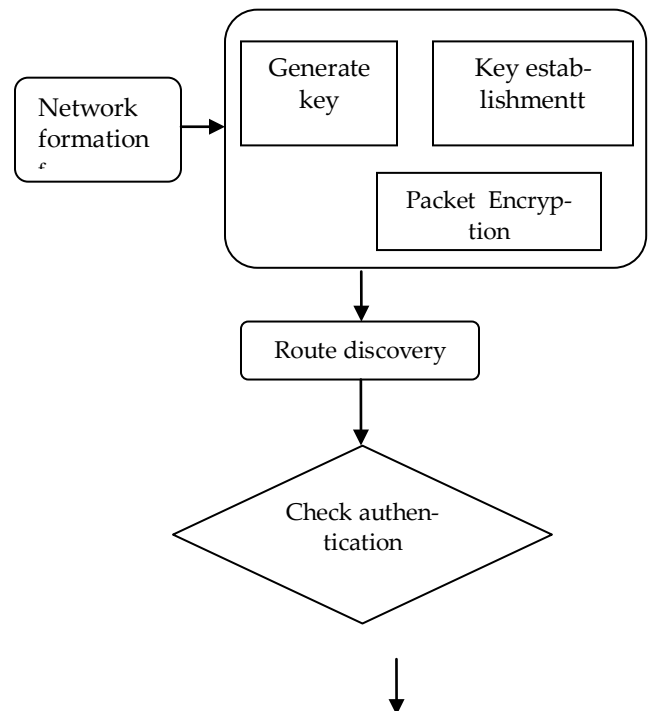 Generate
key
Key estab-
lishmentt
Network
formation
Packet Encryp-
tion
Route discovery
Check authen-
tication